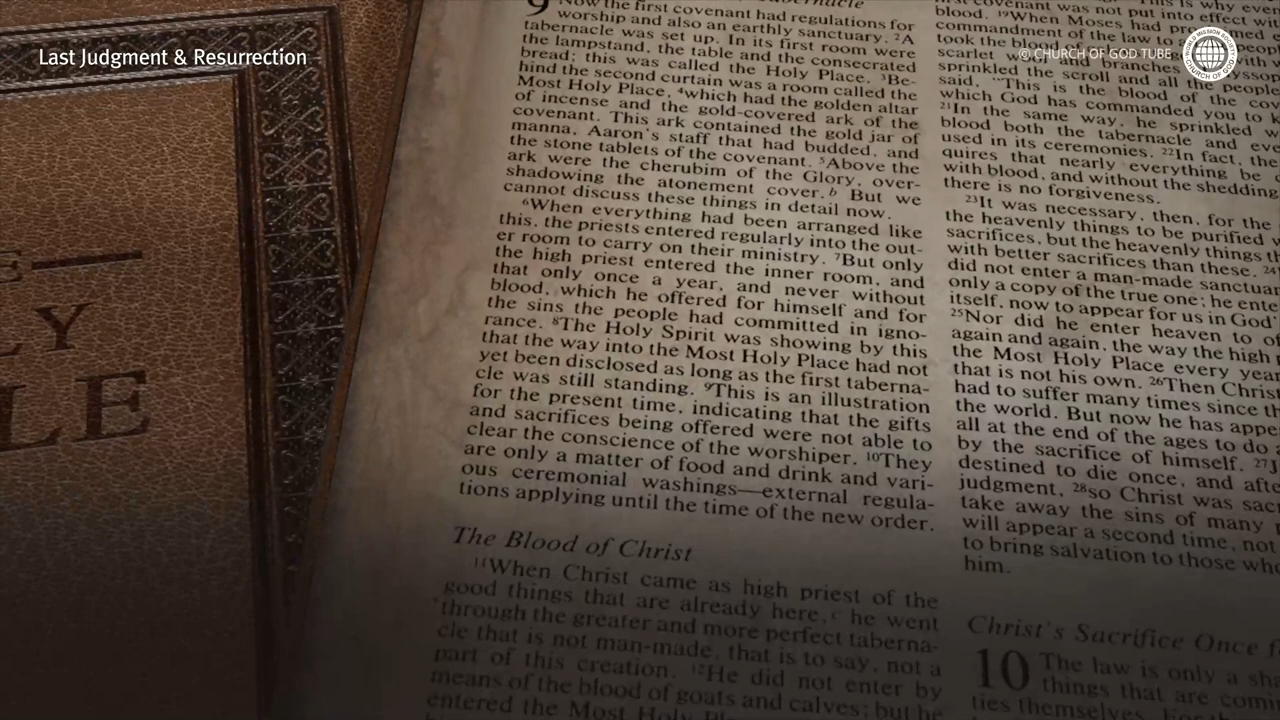 Last Judgment & Resurrection
© CHURCH OF GOD TUBE
WORLD MISSION SOCIETY
CHURCH OF GOD
LY
LE
9 Now the first covenant had regulations for
worship and also an earthly sanctuary. ²A
tabernacle was set up. In its first room were
the lampstand, the table and the consecrated
bread; this was called the Holy Place. ³Be-
hind the second curtain was a room called the
Most Holy Place, ⁴which had the golden altar
of incense and the gold-covered ark of the
covenant. This ark contained the gold jar of
manna, Aaron's staff that had budded, and
the stone tablets of the covenant. ⁵Above the
ark were the cherubim of the Glory, over-
shadowing the atonement cover.b But we
cannot discuss these things in detail now.
⁶When everything had been arranged like
this, the priests entered regularly into the out-
er room to carry on their ministry. ⁷But only
the high priest entered the inner room, and
that only once a year, and never without
blood, which he offered for himself and for
the sins the people had committed in igno-
rance. ⁸The Holy Spirit was showing by this
that the way into the Most Holy Place had not
yet been disclosed as long as the first taberna-
cle was still standing. ⁹This is an illustration
for the present time, indicating that the gifts
and sacrifices being offered were not able to
clear the conscience of the worshiper. ¹⁰They
are only a matter of food and drink and vari-
ous ceremonial washings—external regula-
tions applying until the time of the new order.
The Blood of Christ
¹¹When Christ came as high priest of the
good things that are already here,c he went
through the greater and more perfect taberna-
cle that is not man-made, that is to say, not a
part of this creation. ¹²He did not enter by
means of the blood of goats and calves; but he
entered the Most Holy
covenant was not put into effect
blood. ¹⁹When Moses had
commandment of the law to
took the
scarlet wool and branches
sprinkled the scroll and all the people
said, "This is the blood of the
which God has commanded you to
²¹In the same way, he sprinkled
blood both the tabernacle and
used in its ceremonies. ²²In fact, the
quires that nearly everything be
with blood, and without the shedding
there is no forgiveness.
²³It was necessary, then, for the
the heavenly things to be purified
sacrifices, but the heavenly things
with better sacrifices than these.
did not enter a man-made
only a copy of the true one; he
itself, now to appear for us in
²⁵Nor did he enter heaven to
again and again, the way the high
the Most Holy Place every
that is not his own. ²⁶Then
had to suffer many times since
the world. But now he has
all at the end of the ages to do
by the sacrifice of himself.
destined to die once, and
judgment, ²⁸so Christ was
take away the sins of many
will appear a second time, not
to bring salvation to those
him.
Christ's Sacrifice Once
10 The law is only a
things that are
ties themselves.